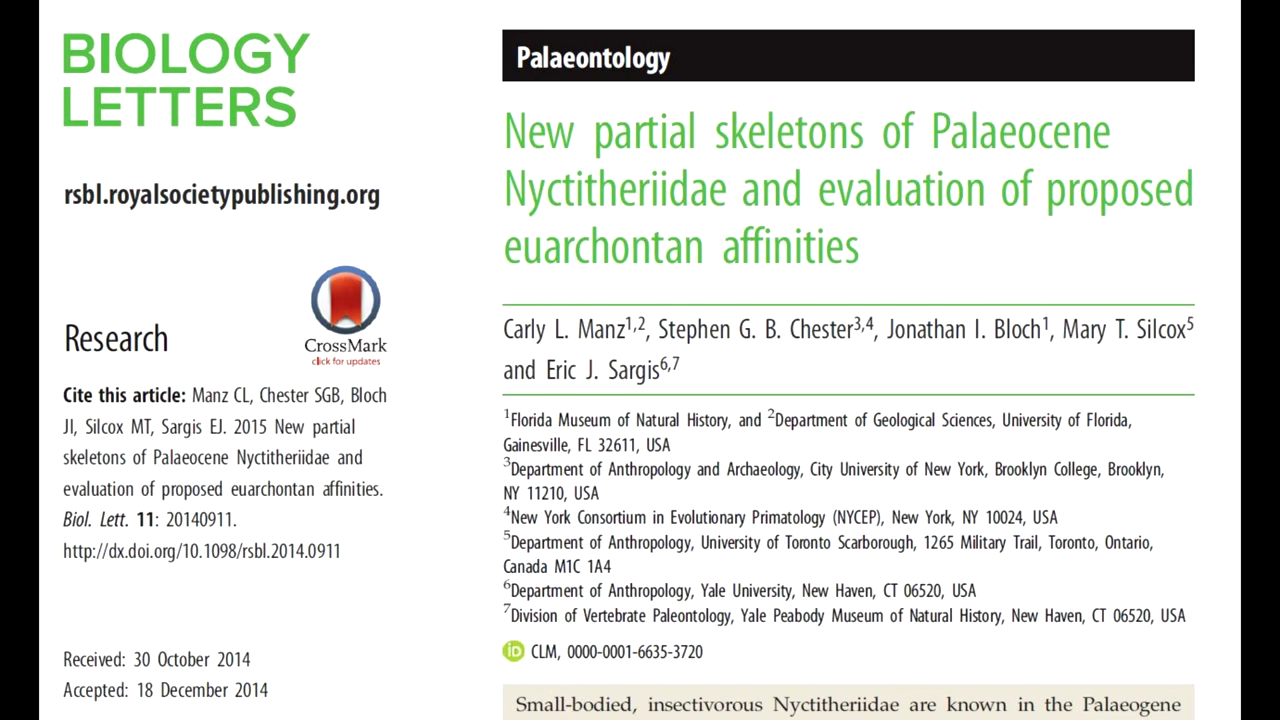 BIOLOGY
LETTERS
rsbl.royalsocietypublishing.org
Research
CrossMark
click for updates
Cite this article: Manz CL, Chester SGB, Bloch
JI, Silcox MT, Sargis EJ. 2015 New partial
skeletons of Palaeocene Nyctitheriidae and
evaluation of proposed euarchontan affinities.
Biol. Lett. 11: 20140911.
http://dx.doi.org/10.1098/rsbl.2014.0911
Received: 30 October 2014
Accepted: 18 December 2014
Palaeontology
New partial skeletons of Palaeocene
Nyctitheriidae and evaluation of proposed
euarchontan affinities
Carly L. Manz1,2, Stephen G. B. Chester3,4, Jonathan I. Bloch1, Mary T. Silcox5
and Eric J. Sargis6,7
1Florida Museum of Natural History, and 2Department of Geological Sciences, University of Florida,
Gainesville, FL 32611, USA
3Department of Anthropology and Archaeology, City University of New York, Brooklyn College, Brooklyn,
NY 11210, USA
4New York Consortium in Evolutionary Primatology (NYCEP), New York, NY 10024, USA
5Department of Anthropology, University of Toronto Scarborough, 1265 Military Trail, Toronto, Ontario,
Canada M1C 1A4
6Department of Anthropology, Yale University, New Haven, CT 06520, USA
7Division of Vertebrate Paleontology, Yale Peabody Museum of Natural History, New Haven, CT 06520, USA
iD CLM, 0000-0001-6635-3720
Small-bodied, insectivorous Nyctitheriidae are known in the Palaeogene